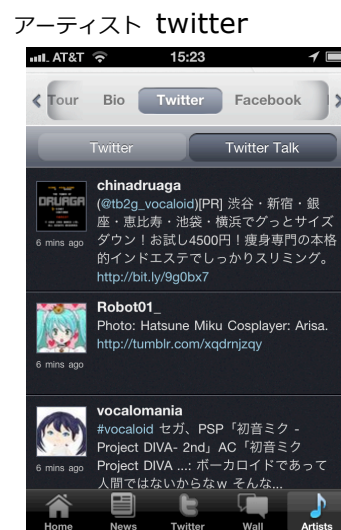 アーティスト twitter
AT&T 15:23
Tour Bio Twitter Facebook
Twitter Twitter Talk
chinadruaga
(@tb2g_vocaloid)[PR] 渋谷・新宿・銀
座・恵比寿・池袋・横浜でグっとサイズ
ダウン！お試し4500円！痩身専門の本格
的インドエステでしっかりスリミング。
http://bit.ly/9g0bx7
6 mins ago
Robot01_
Photo: Hatsune Miku Cosplayer: Arisa.
http://tumblr.com/xqdrnjzqy
6 mins ago
vocalomania
#vocaloid セガ、PSP「初音ミク -
Project DIVA- 2nd」AC「初音ミク
Project DIVA ...: ボーカロイドであって
人間ではないからなw そんな...
6 mins ago
Home News Twitter Wall Artists